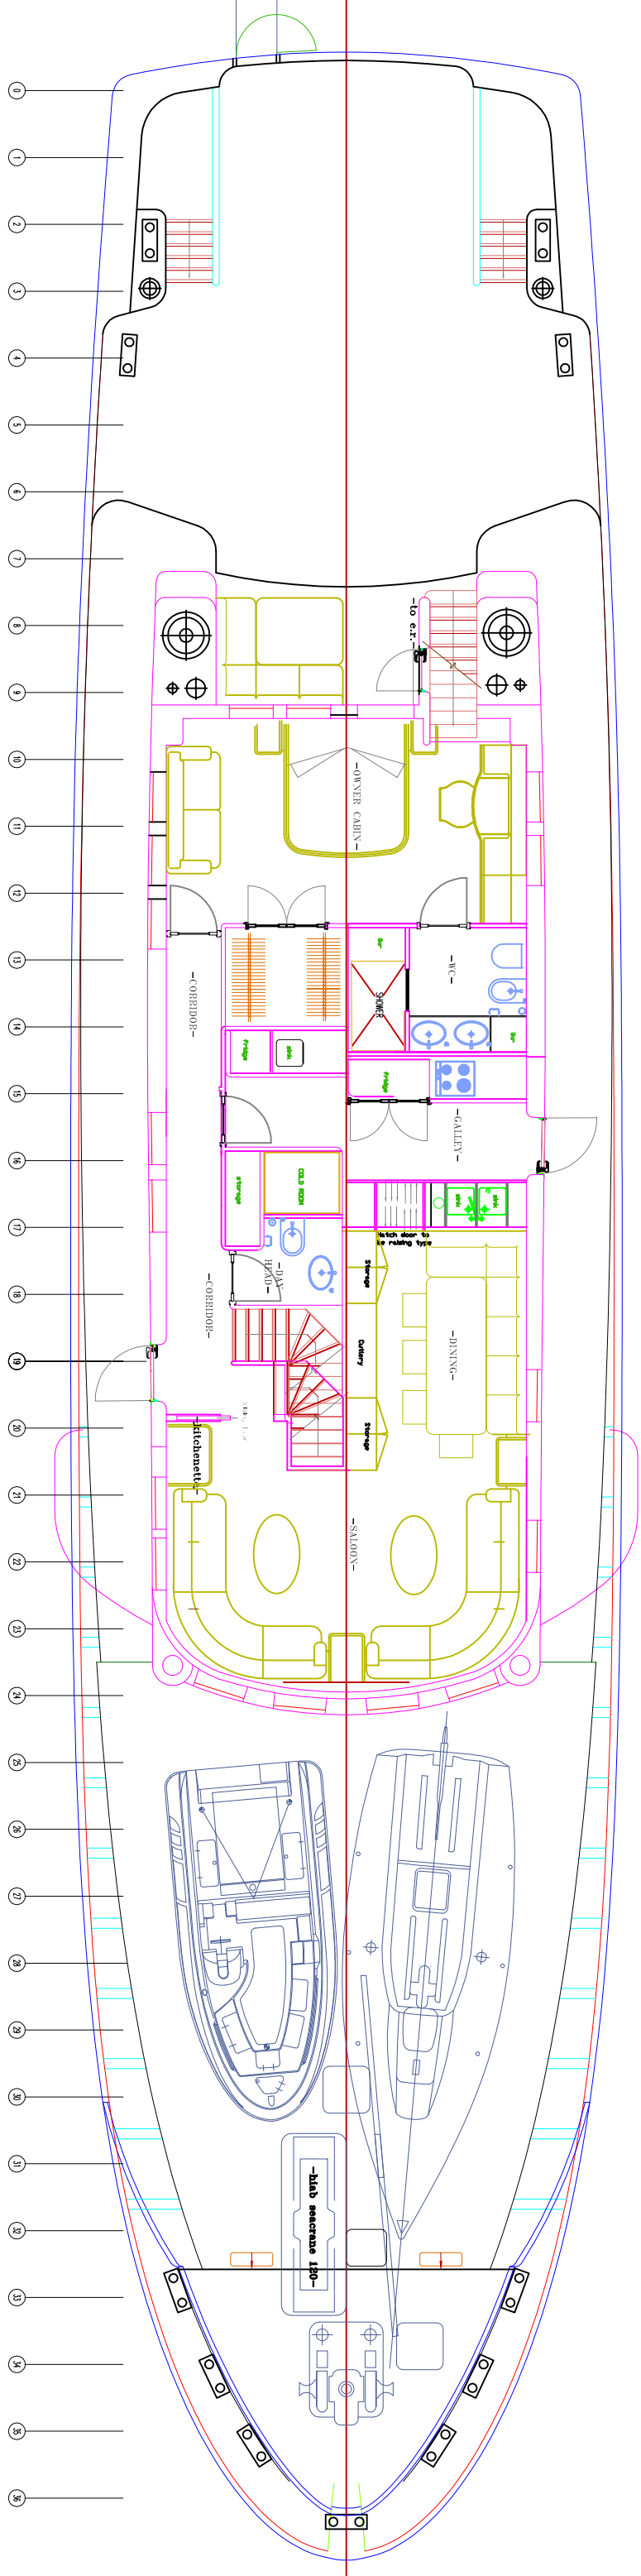 0
1
2
3
4
5
6
7
8
-to e.r.-
9
10
-OWNER CABIN-
11
12
13
-WC-
-CORRIDOR-
SHOWER
14
fridge
sink
15
fridge
-GALLEY-
16
storage
COLD ROOM
sink
sink
17
Hatch door to
be raising type
-DAY
HEAD-
Storage
18
-CORRIDOR-
Cutlery
-DINING-
19
20
-kitchenette-
Storage
21
-SALOON-
22
23
24
25
26
27
28
29
30
31
-hiab seacrane 120-
32
33
34
35
36